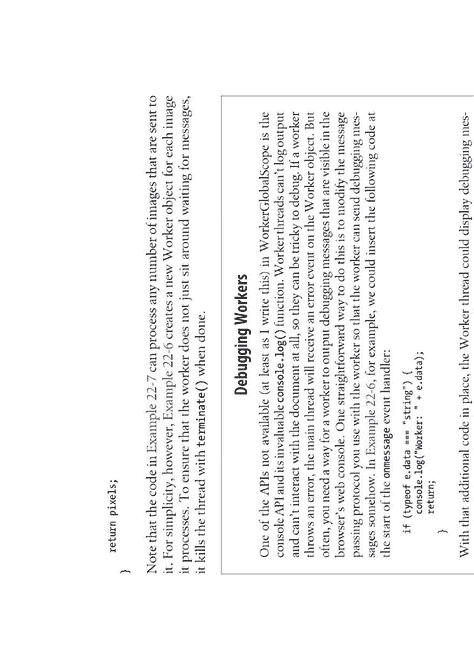 return pixels;
}
Note that the code in Example 22-7 can process any number of images that are sent to
it. For simplicity, however, Example 22-6 creates a new Worker object for each image
it processes. To ensure that the worker does not just sit around waiting for messages,
it kills the thread with terminate() when done.
Debugging Workers
One of the APIs not available (at least as I write this) in WorkerGlobalScope is the
console API and its invaluable console.log() function. Worker threads can't log output
and can't interact with the document at all, so they can be tricky to debug. If a worker
throws an error, the main thread will receive an error event on the Worker object. But
often, you need a way for a worker to output debugging messages that are visible in the
browser's web console. One straightforward way to do this is to modify the message
passing protocol you use with the worker so that the worker can send debugging mes-
sages somehow. In Example 22-6, for example, we could insert the following code at
the start of the onmessage event handler:
if (typeof e.data === "string") {
console.log("Worker: " + e.data);
return;
}
With that additional code in place, the Worker thread could display debugging mes-